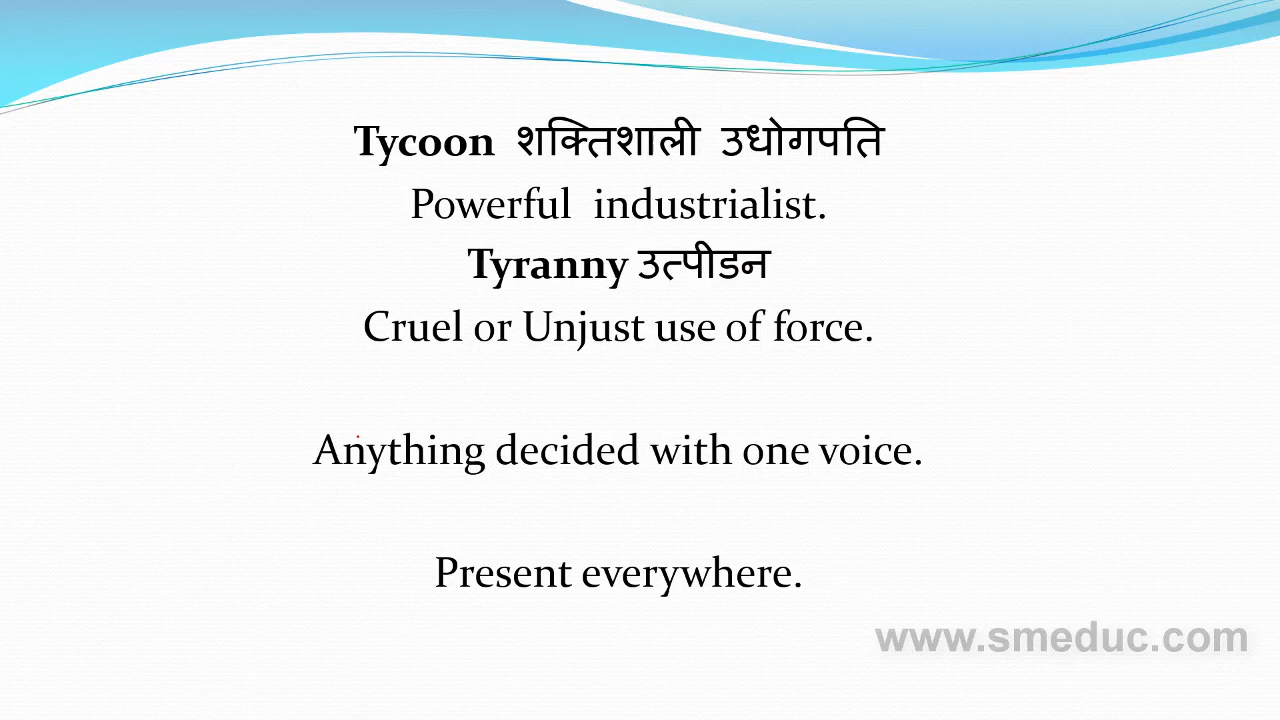 Tycoon शक्तिशाली उधोगपति
Powerful industrialist.
Tyranny उत्पीडन
Cruel or Unjust use of force.
Anything decided with one voice.
Present everywhere.
www.smeduc.com